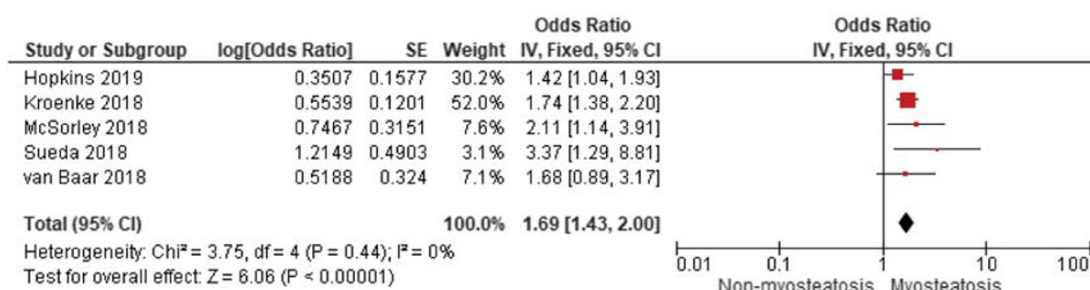 Odds Ratio Odds Ratio
Study or Subgroup log[Odds Ratio] SE Weight IV, Fixed, 95% CI IV, Fixed, 95% CI
Hopkins 2019 0.3507 0.1577 30.2% 1.42 [1.04, 1.93]
Kroenke 2018 0.5539 0.1201 52.0% 1.74 [1.38, 2.20]
McSorley 2018 0.7467 0.3151 7.6% 2.11 [1.14, 3.91]
Sueda 2018 1.2149 0.4903 3.1% 3.37 [1.29, 8.81]
van Baar 2018 0.5188 0.324 7.1% 1.68 [0.89, 3.17]
Total (95% CI) 100.0% 1.69 [1.43, 2.00]
Heterogeneity: Chi² = 3.75, df = 4 (P = 0.44); I² = 0%
Test for overall effect: Z = 6.06 (P < 0.00001)
0.01 0.1 1 10 100
Non-myosteatosis Myosteatosis